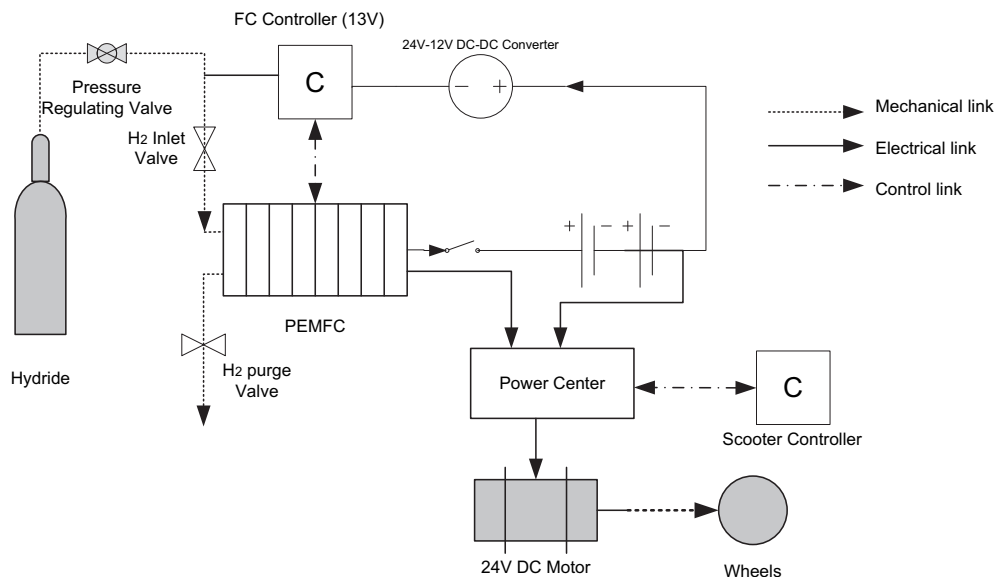 FC Controller (13V)
24V-12V DC-DC Converter
C
− +
Pressure
Regulating Valve
H2 Inlet
Valve
Mechanical link
Electrical link
Control link
+ − + −
PEMFC
H2 purge
Valve
Hydride
Power Center
C
Scooter Controller
24V DC Motor
Wheels